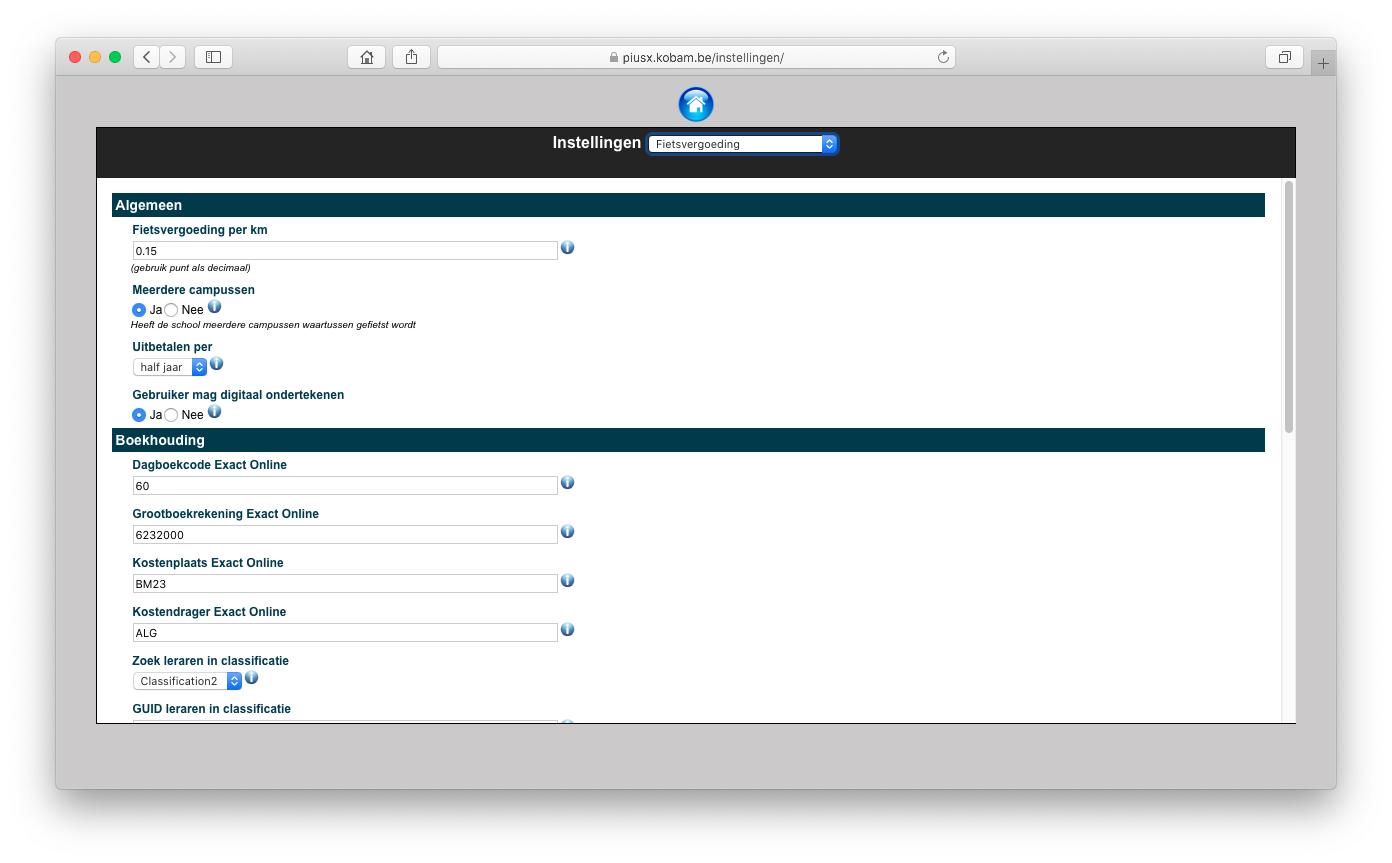 piusx.kobam.be/instellingen/
Instellingen Fietsvergoeding
Algemeen
Fietsvergoeding per km
0.15
(gebruik punt als decimaal)
Meerdere campussen
Ja Nee
Heeft de school meerdere campussen waartussen gefietst wordt
Uitbetalen per
half jaar
Gebruiker mag digitaal ondertekenen
Ja Nee
Boekhouding
Dagboekcode Exact Online
60
Grootboekrekening Exact Online
6232000
Kostenplaats Exact Online
BM23
Kostendrager Exact Online
ALG
Zoek leraren in classificatie
Classification2
GUID leraren in classificatie